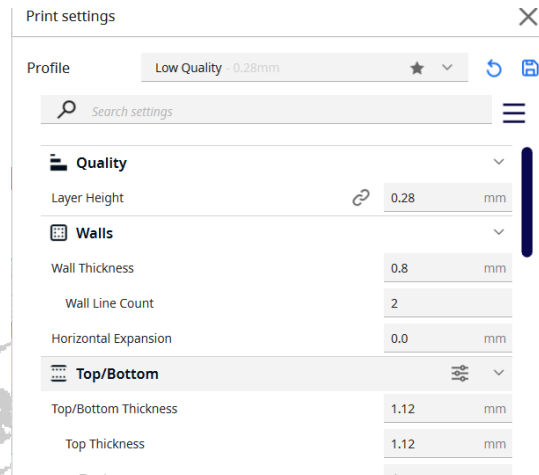 Print settings
Profile Low Quality - 0.28mm
Search settings
Quality
Layer Height 0.28 mm
Walls
Wall Thickness 0.8 mm
Wall Line Count 2
Horizontal Expansion 0.0 mm
Top/Bottom
Top/Bottom Thickness 1.12 mm
Top Thickness 1.12 mm